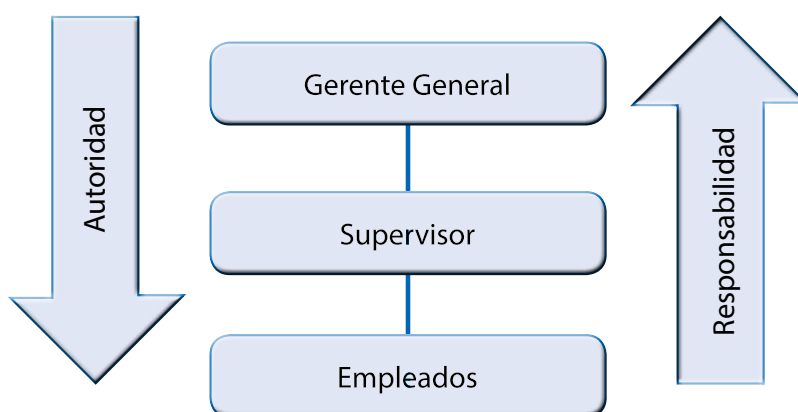 Autoridad
Gerente General
Supervisor
Empleados
Responsabilidad